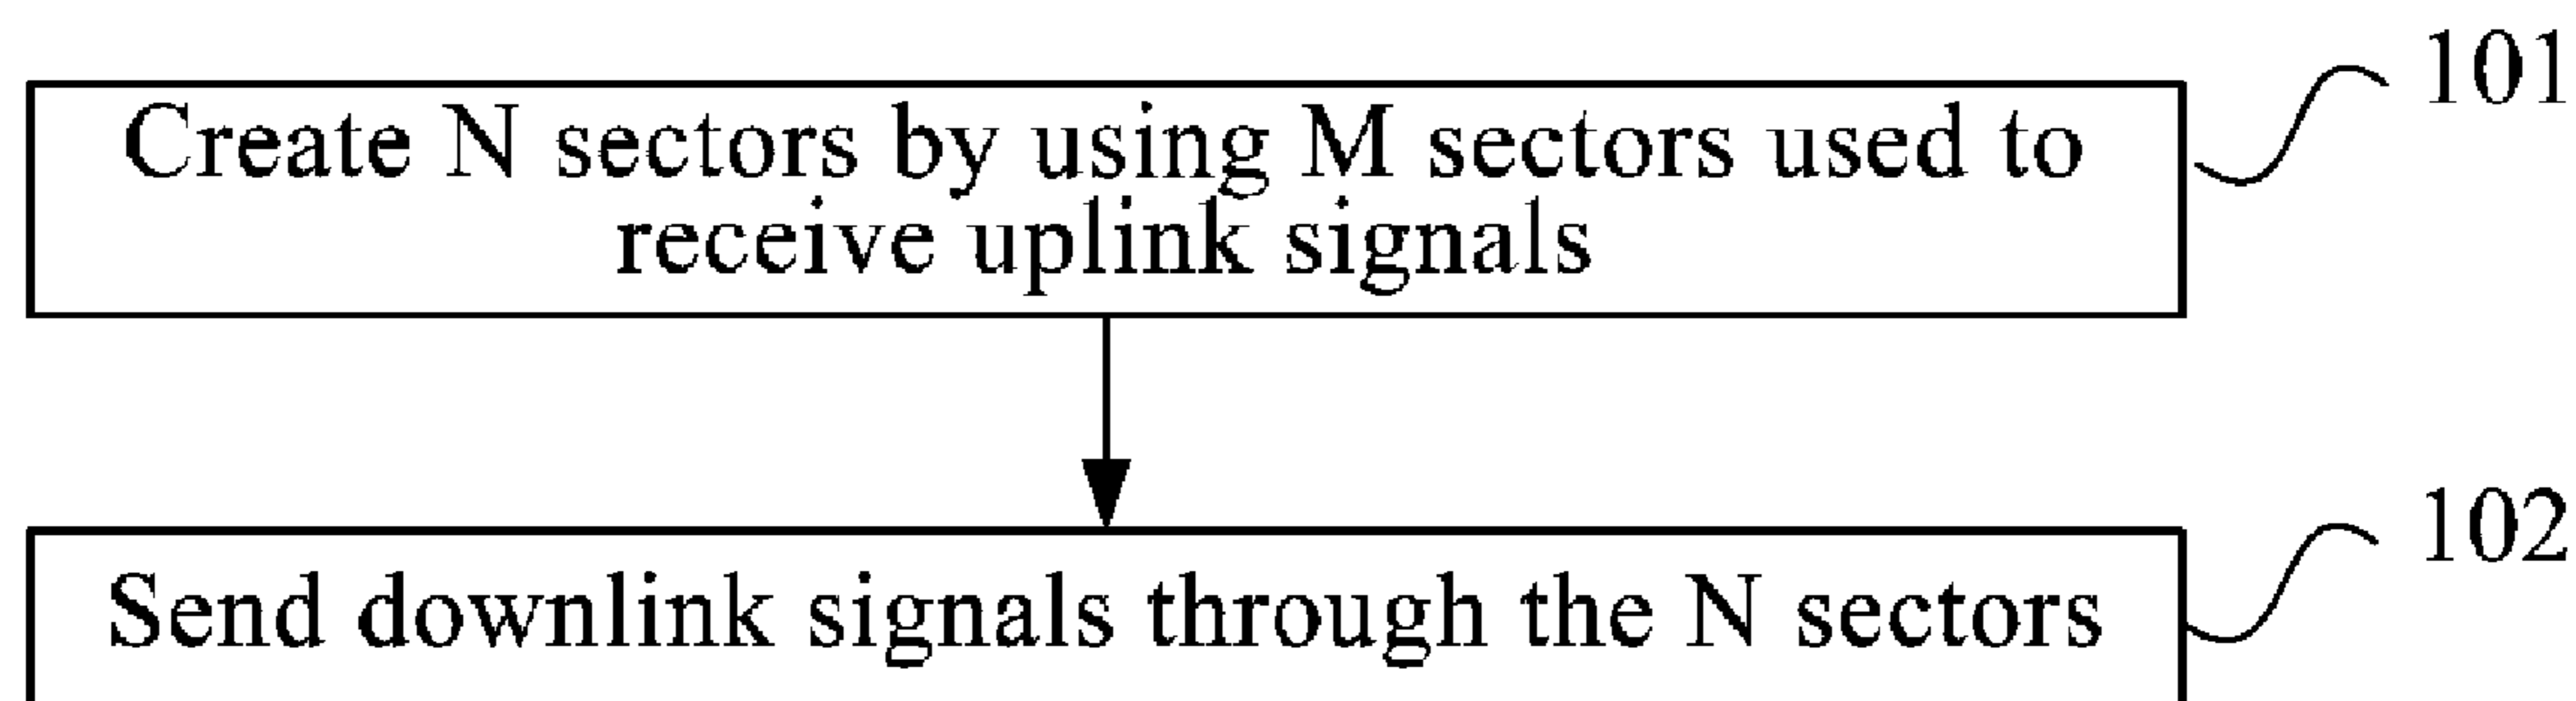 101
Create N sectors by using M sectors used to
receive uplink signals
102
Send downlink signals through the N sectors